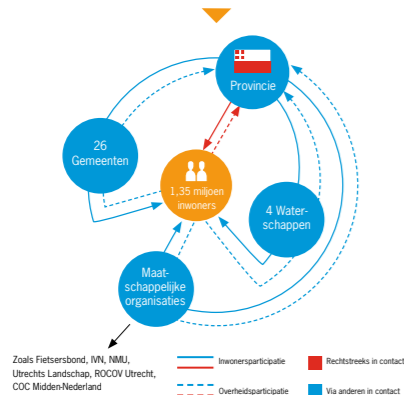 Provincie
26
Gemeenten
1,35 miljoen
inwoners
4 Water-
schappen
Maat-
schappelijke
organisaties
Zoals Fietsersbond, IVN, NMU,
Utrechts Landschap, ROCOV Utrecht,
COC Midden-Nederland
Inwonersparticipatie
Overheidsparticipatie
Rechtstreeks in contact
Via anderen in contact